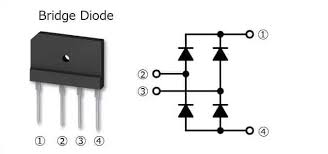 Bridge Diode
①
②
③
④
① ② ③ ④